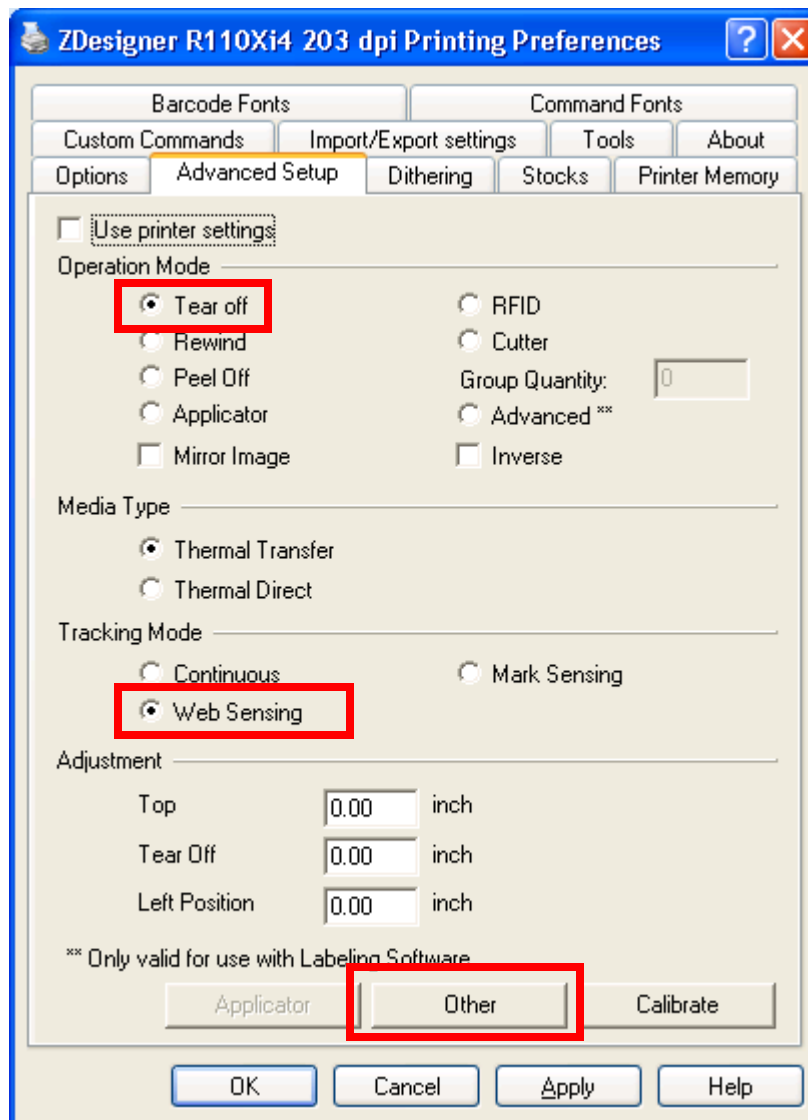 ZDesigner R110Xi4 203 dpi Printing Preferences
Barcode Fonts Command Fonts
Custom Commands Import/Export settings Tools About
Options Advanced Setup Dithering Stocks Printer Memory
Use printer settings
Operation Mode
Tear off RFID
Rewind Cutter
Peel Off Group Quantity: 0
Applicator Advanced **
Mirror Image Inverse
Media Type
Thermal Transfer
Thermal Direct
Tracking Mode
Continuous Mark Sensing
Web Sensing
Adjustment
Top 0.00 inch
Tear Off 0.00 inch
Left Position 0.00 inch
** Only valid for use with Labeling Software
Applicator Other Calibrate
OK Cancel Apply Help